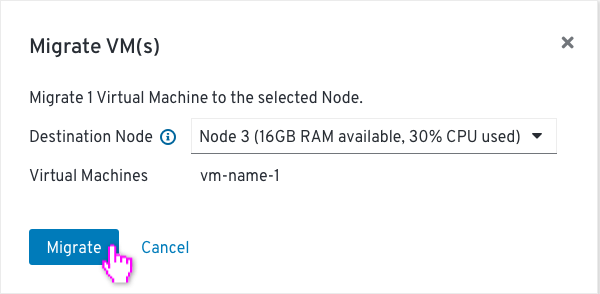 Migrate VM(s)
Migrate 1 Virtual Machine to the selected Node.
Destination Node Node 3 (16GB RAM available, 30% CPU used)
Virtual Machines vm-name-1
Migrate Cancel